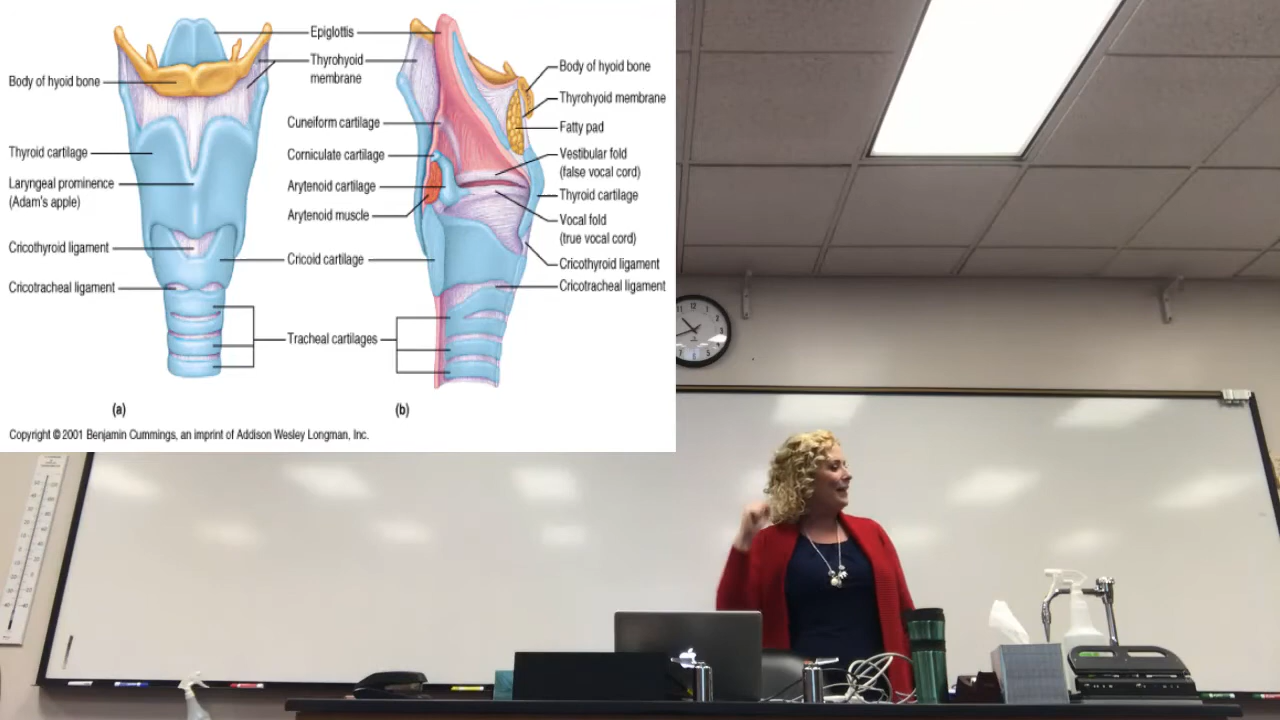 Epiglottis
Body of hyoid bone
Thyrohyoid
membrane
Thyroid cartilage
Laryngeal prominence
(Adam's apple)
Cricothyroid ligament
Cricotracheal ligament
Cuneiform cartilage
Corniculate cartilage
Arytenoid cartilage
Arytenoid muscle
Cricoid cartilage
Tracheal cartilages
Body of hyoid bone
Thyrohyoid membrane
Fatty pad
Vestibular fold
(false vocal cord)
Thyroid cartilage
Vocal fold
(true vocal cord)
Cricothyroid ligament
Cricotracheal ligament
(a)
(b)
Copyright © 2001 Benjamin Cummings, an imprint of Addison Wesley Longman, Inc.